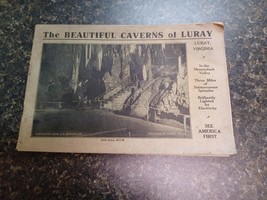 The BEAUTIFUL CAVERNS of LURAY
LURAY,
VIRGINIA
In the
Shenandoah
Valley
Three Miles
of
Subterranean
Splendor
Brilliantly
Lighted
by
Electricity
SEE
AMERICA
FIRST